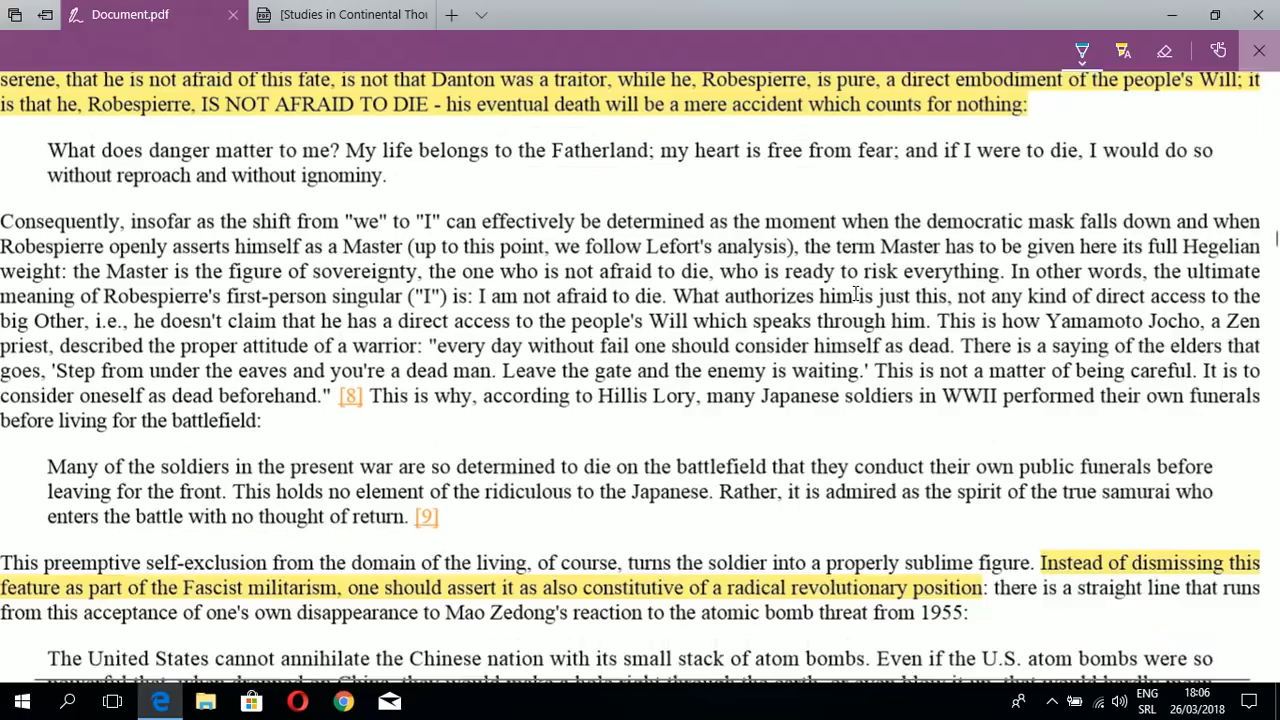 Document.pdf
[Studies in Continental Thou
serene, that he is not afraid of this fate, is not that Danton was a traitor, while he, Robespierre, is pure, a direct embodiment of the people's Will; it
is that he, Robespierre, IS NOT AFRAID TO DIE - his eventual death will be a mere accident which counts for nothing:
What does danger matter to me? My life belongs to the Fatherland; my heart is free from fear; and if I were to die, I would do so
without reproach and without ignominy.
Consequently, insofar as the shift from "we" to "I" can effectively be determined as the moment when the democratic mask falls down and when
Robespierre openly asserts himself as a Master (up to this point, we follow Lefort's analysis), the term Master has to be given here its full Hegelian
weight: the Master is the figure of sovereignty, the one who is not afraid to die, who is ready to risk everything. In other words, the ultimate
meaning of Robespierre's first-person singular ("I") is: I am not afraid to die. What authorizes him is just this, not any kind of direct access to the
big Other, i.e., he doesn't claim that he has a direct access to the people's Will which speaks through him. This is how Yamamoto Jocho, a Zen
priest, described the proper attitude of a warrior: "every day without fail one should consider himself as dead. There is a saying of the elders that
goes, 'Step from under the eaves and you're a dead man. Leave the gate and the enemy is waiting.' This is not a matter of being careful. It is to
consider oneself as dead beforehand." [8] This is why, according to Hillis Lory, many Japanese soldiers in WWII performed their own funerals
before living for the battlefield:
Many of the soldiers in the present war are so determined to die on the battlefield that they conduct their own public funerals before
leaving for the front. This holds no element of the ridiculous to the Japanese. Rather, it is admired as the spirit of the true samurai who
enters the battle with no thought of return. [9]
This preemptive self-exclusion from the domain of the living, of course, turns the soldier into a properly sublime figure. Instead of dismissing this
feature as part of the Fascist militarism, one should assert it as also constitutive of a radical revolutionary position: there is a straight line that runs
from this acceptance of one's own disappearance to Mao Zedong's reaction to the atomic bomb threat from 1955:
The United States cannot annihilate the Chinese nation with its small stack of atom bombs. Even if the U.S. atom bombs were so
ENG
18:06
SRL
26/03/2018